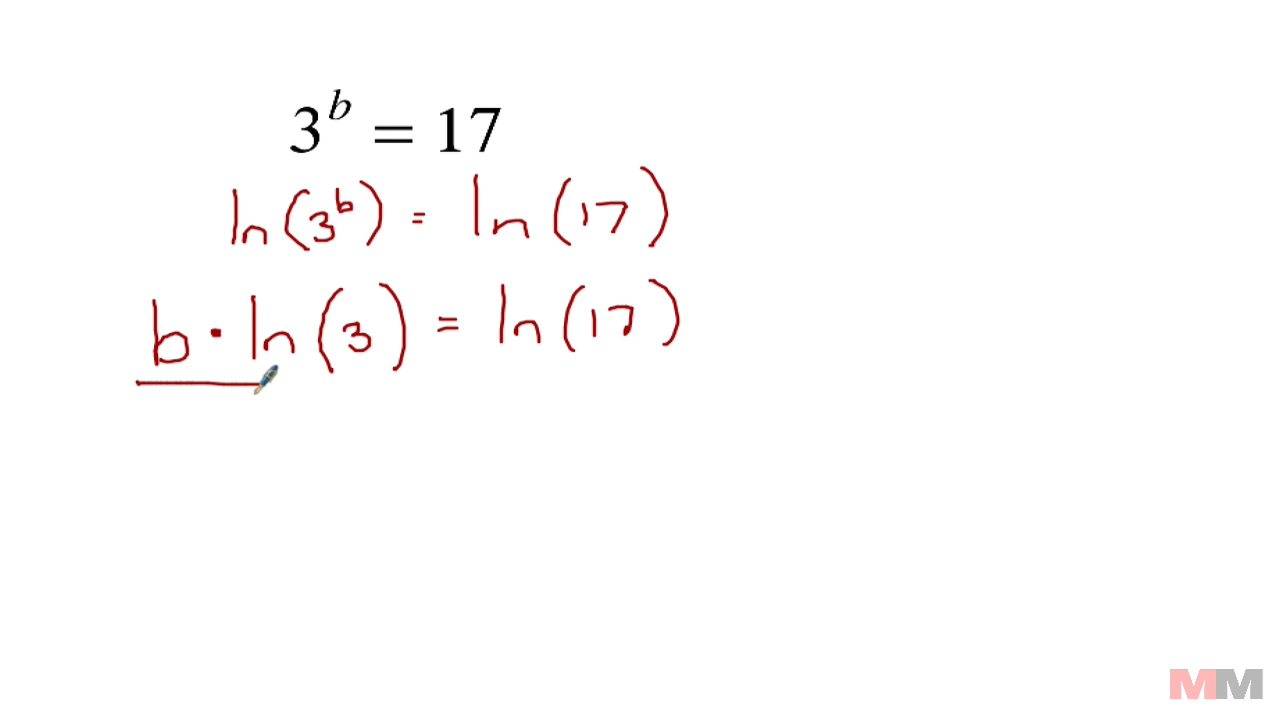 3^b = 17
ln(3^b) = ln(17)
b · ln(3) = ln(17)
MM